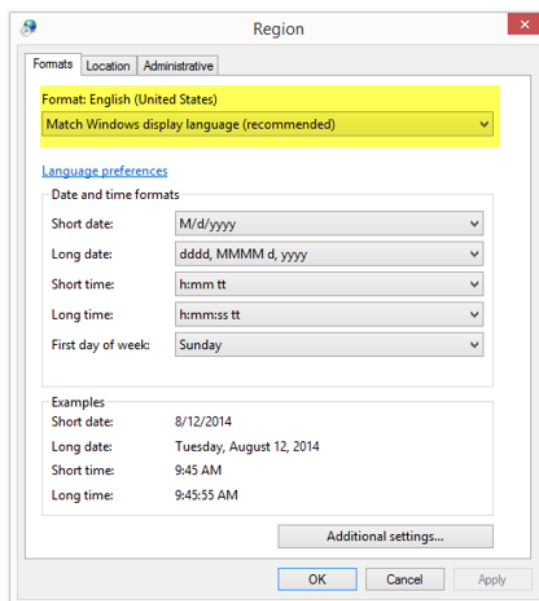 Region
Formats Location Administrative
Format: English (United States)
Match Windows display language (recommended)
Language preferences
Date and time formats
Short date: M/d/yyyy
Long date: dddd, MMMM d, yyyy
Short time: h:mm tt
Long time: h:mm:ss tt
First day of week: Sunday
Examples
Short date: 8/12/2014
Long date: Tuesday, August 12, 2014
Short time: 9:45 AM
Long time: 9:45:55 AM
Additional settings...
OK Cancel Apply